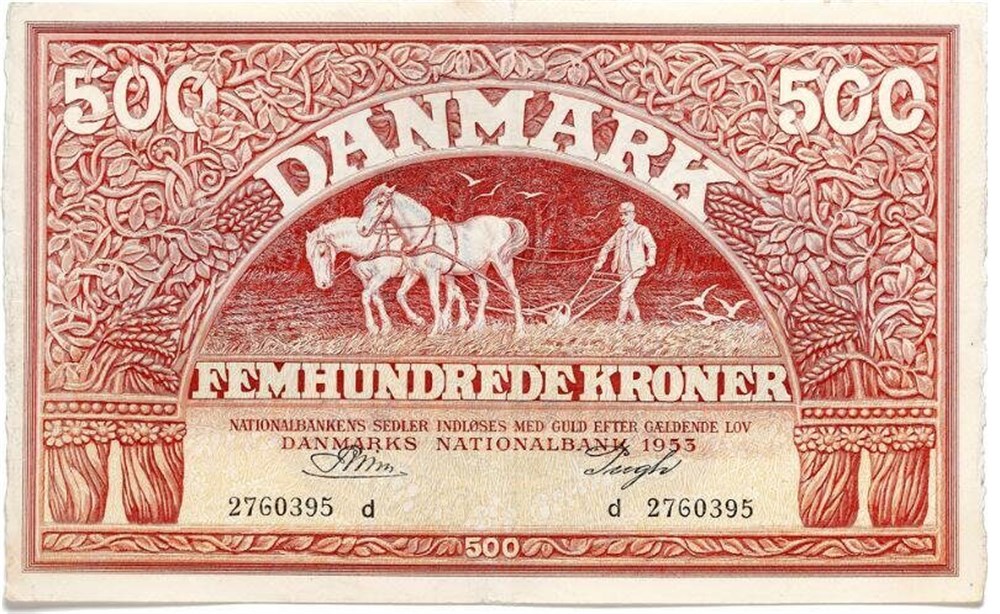 500 500
DANMARK
FEMHUNDREDE KRONER
NATIONALBANKENS SEDLER INDLØSES MED GULD EFTER GÆLDENDE LOV
DANMARKS NATIONALBANK 1953
2760395 d d 2760395
500